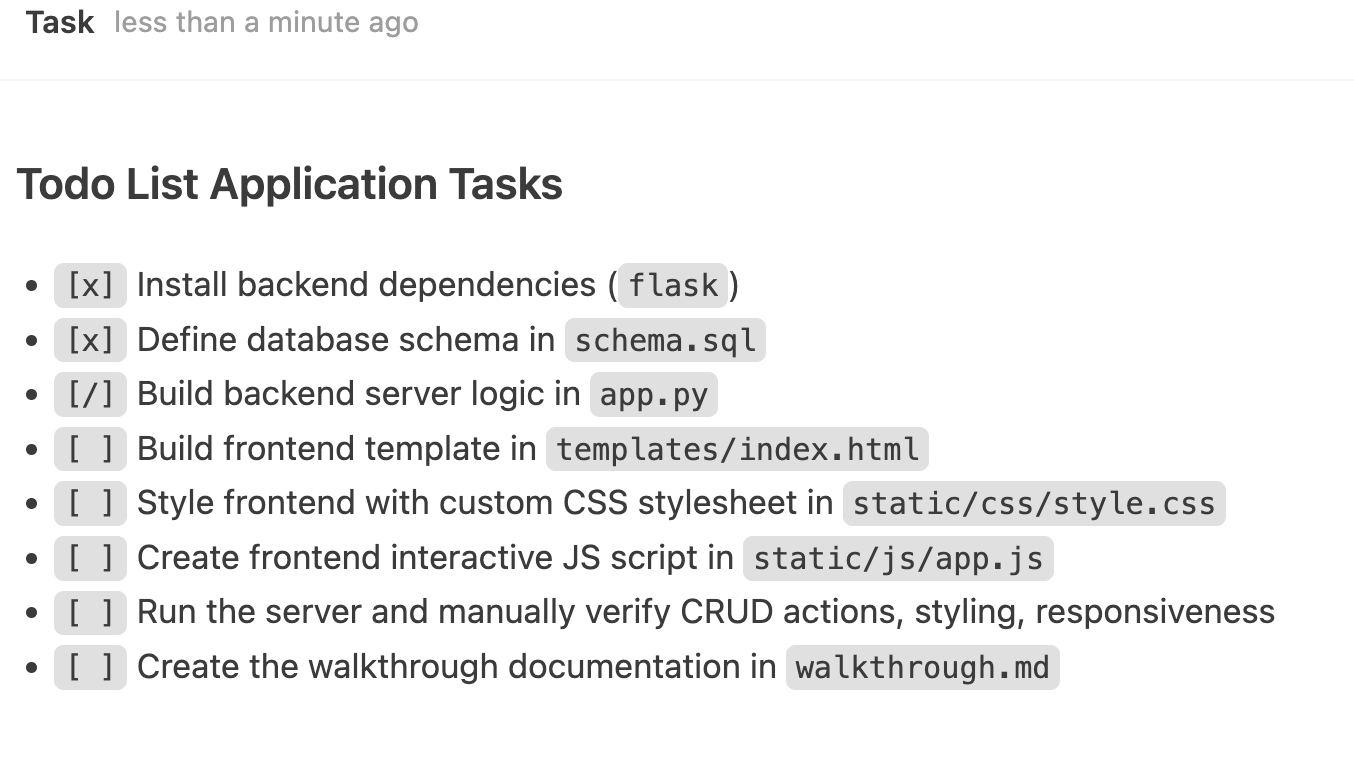 Task less than a minute ago
Todo List Application Tasks
• [x] Install backend dependencies (flask)
• [x] Define database schema in schema.sql
• [/] Build backend server logic in app.py
• [ ] Build frontend template in templates/index.html
• [ ] Style frontend with custom CSS stylesheet in static/css/style.css
• [ ] Create frontend interactive JS script in static/js/app.js
• [ ] Run the server and manually verify CRUD actions, styling, responsiveness
• [ ] Create the walkthrough documentation in walkthrough.md